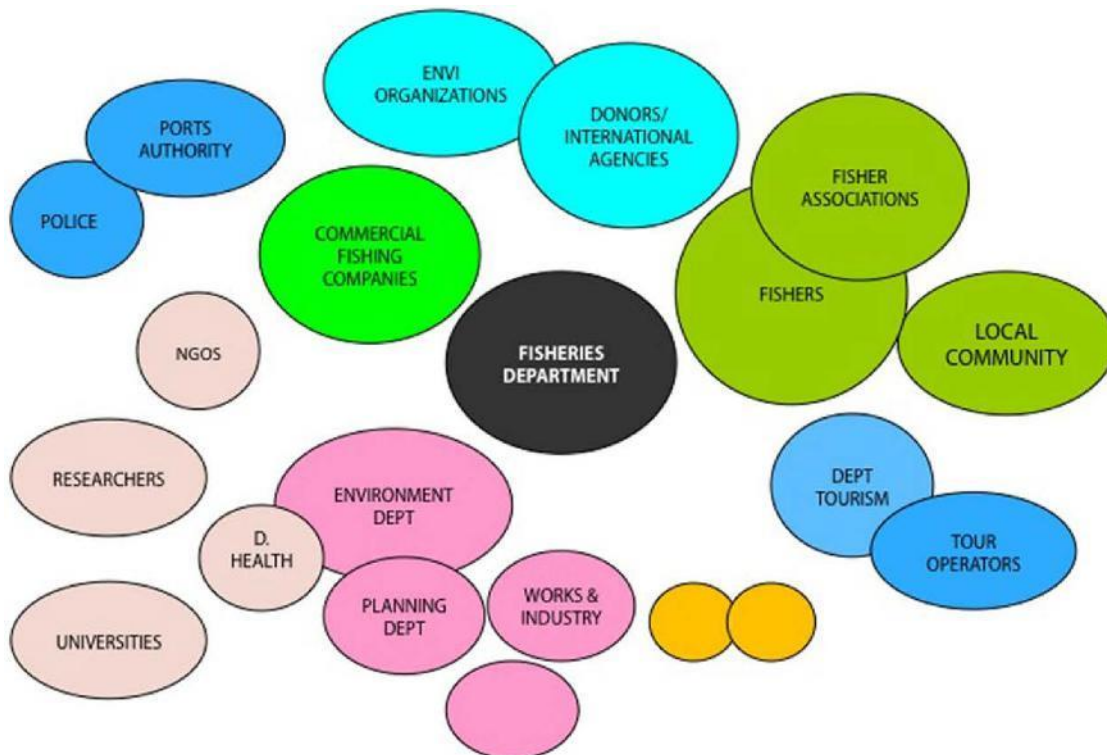 ENVI
ORGANIZATIONS
DONORS/
INTERNATIONAL
AGENCIES
PORTS
AUTHORITY
POLICE
FISHER
ASSOCIATIONS
COMMERCIAL
FISHING
COMPANIES
FISHERS
LOCAL
COMMUNITY
NGOS
FISHERIES
DEPARTMENT
RESEARCHERS
ENVIRONMENT
DEPT
DEPT
TOURISM
D.
HEALTH
TOUR
OPERATORS
PLANNING
DEPT
WORKS &
INDUSTRY
UNIVERSITIES